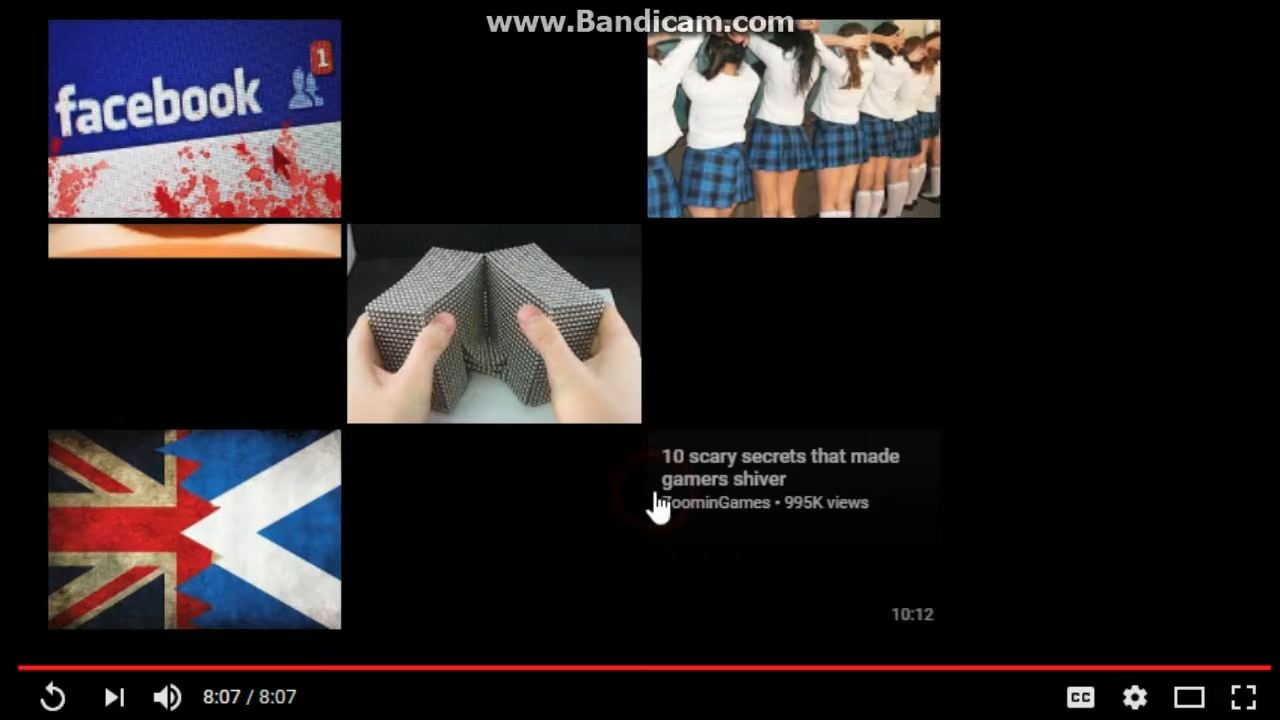 www.Bandicam.com
facebook
1
10 scary secrets that made
gamers shiver
ZoominGames • 995K views
10:12
8:07 / 8:07
CC